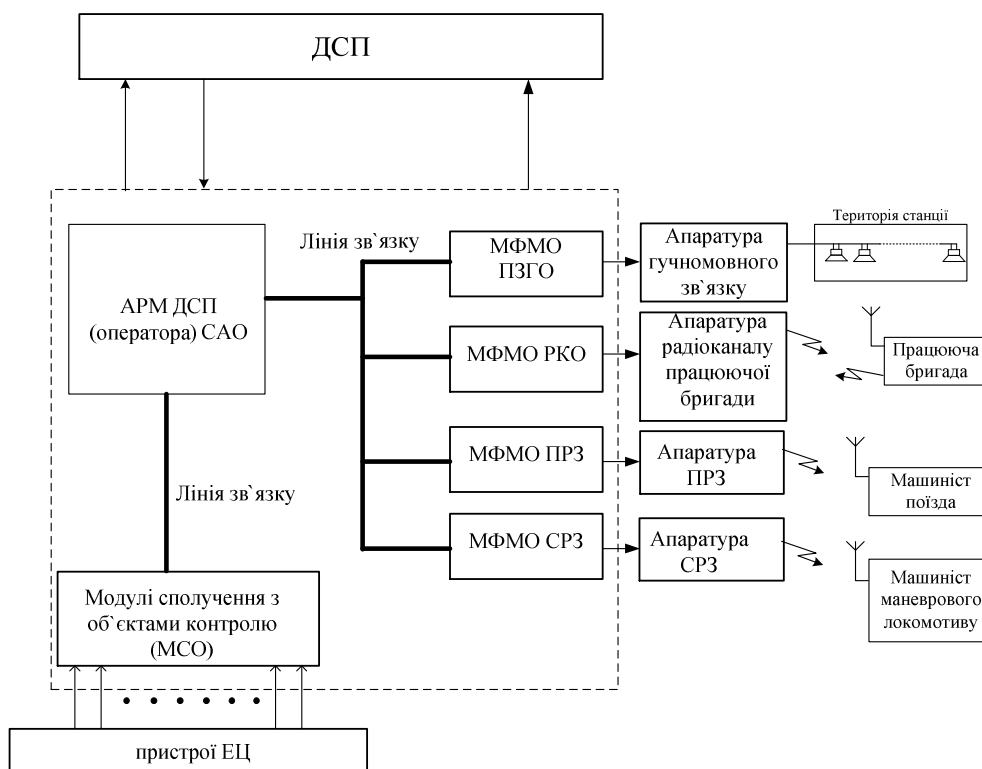 ДСП
Лінія зв`язку
АРМ ДСП
(оператора) САО
МФМО
ПЗГО
Апаратура
гучномовного
зв`язку
Територія станції
МФМО РКО
Апаратура
радіоканалу
працюючої
бригади
Працююча
бригада
Лінія зв`язку
МФМО ПРЗ
Апаратура
ПРЗ
Машиніст
поїзда
МФМО СРЗ
Апаратура
СРЗ
Машиніст
маневрового
локомотиву
Модулі сполучення з
об`єктами контролю
(МСО)
пристрої ЕЦ